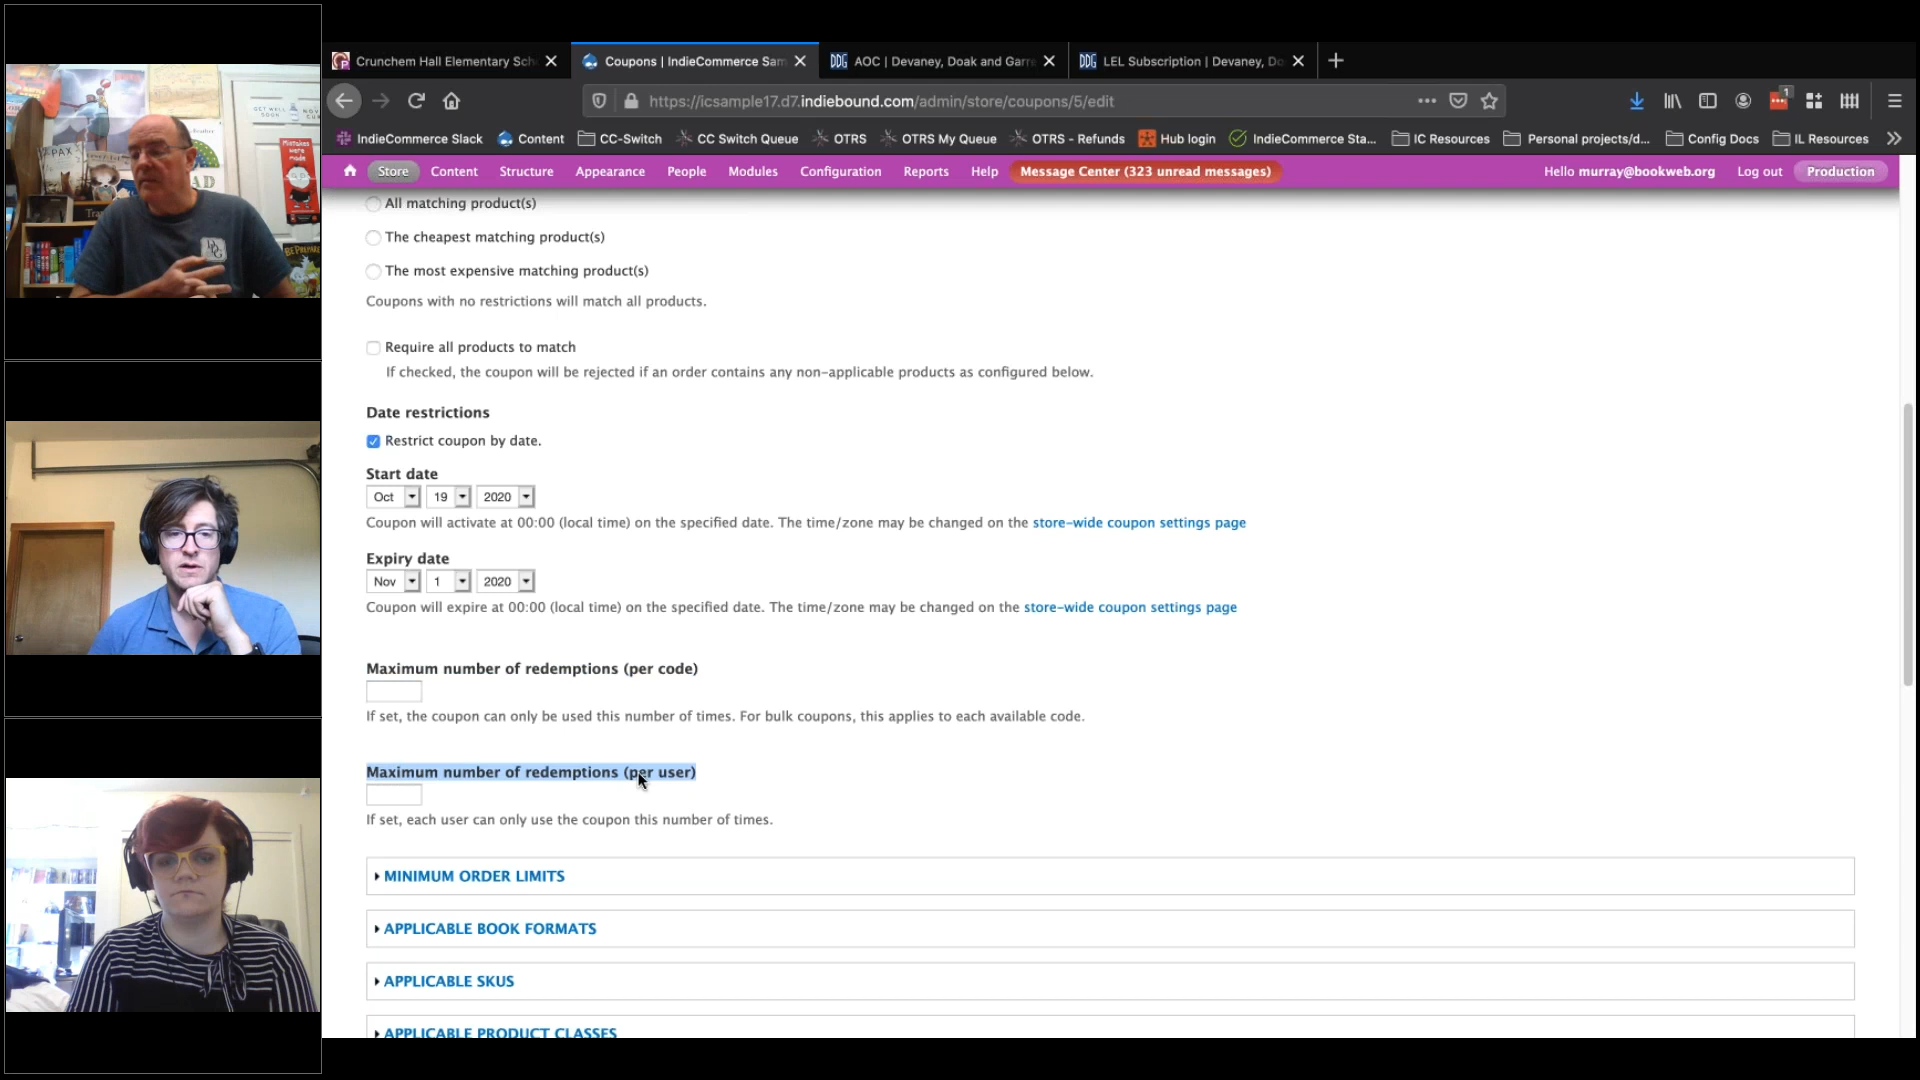 Crunchem Hall Elementary Sch
Coupons | IndieCommerce Sam
DDG AOC | Devaney, Doak and Garre
DDG LEL Subscription | Devaney, Do
https://icsample17.d7.indiebound.com/admin/store/coupons/5/edit
1
IndieCommerce Slack
Content
CC-Switch
CC Switch Queue
OTRS
OTRS My Queue
OTRS - Refunds
Hub login
IndieCommerce Sta...
IC Resources
Personal projects/d...
Config Docs
IL Resources
Store
Content
Structure
Appearance
People
Modules
Configuration
Reports
Help
Message Center (323 unread messages)
Hello murray@bookweb.org
Log out
Production
All matching product(s)
The cheapest matching product(s)
The most expensive matching product(s)
Coupons with no restrictions will match all products.
Require all products to match
If checked, the coupon will be rejected if an order contains any non-applicable products as configured below.
Date restrictions
Restrict coupon by date.
Start date
Oct 19 2020
Coupon will activate at 00:00 (local time) on the specified date. The time/zone may be changed on the store-wide coupon settings page
Expiry date
Nov 1 2020
Coupon will expire at 00:00 (local time) on the specified date. The time/zone may be changed on the store-wide coupon settings page
Maximum number of redemptions (per code)
If set, the coupon can only be used this number of times. For bulk coupons, this applies to each available code.
Maximum number of redemptions (per user)
If set, each user can only use the coupon this number of times.
MINIMUM ORDER LIMITS
APPLICABLE BOOK FORMATS
APPLICABLE SKUS
APPLICABLE PRODUCT CLASSES
PAX
Mistakes
were
made
BE PREPARE